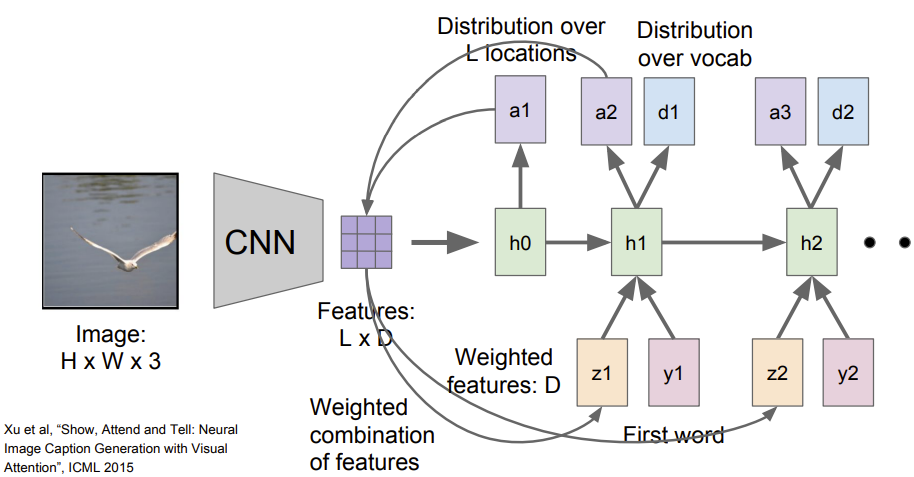 Distribution over
L locations
Distribution
over vocab
a1
a2
d1
a3
d2
CNN
h0
h1
h2
Image:
H x W x 3
Features:
L x D
Weighted
features: D
z1
y1
z2
y2
Weighted
combination
of features
First word
Xu et al, “Show, Attend and Tell: Neural
Image Caption Generation with Visual
Attention”, ICML 2015